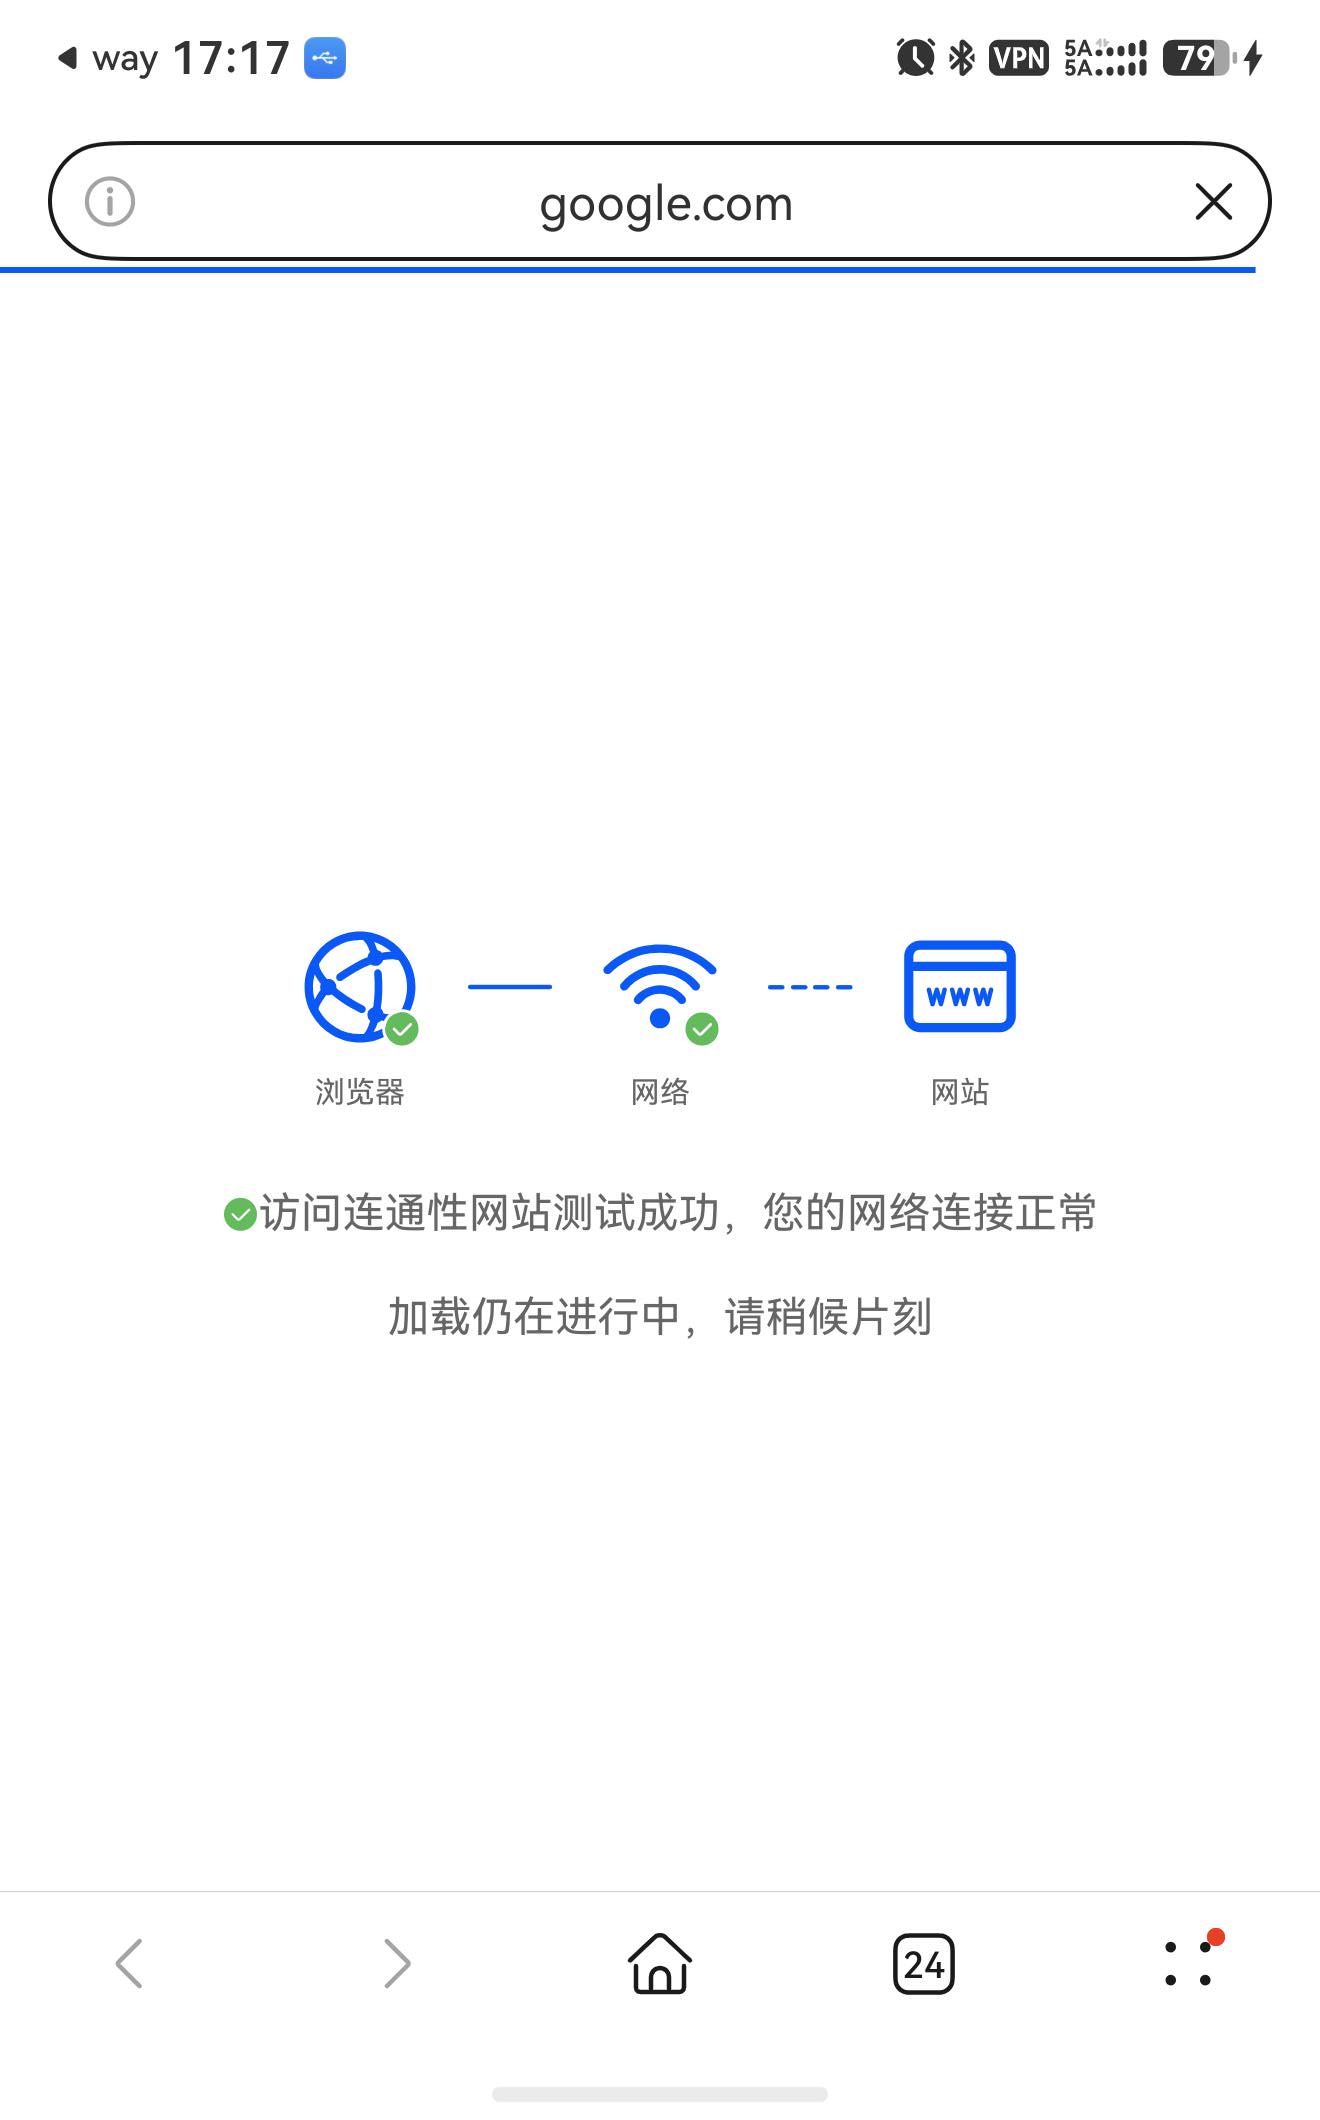 way 17:17 VPN 5A 5A 79
google.com
www
浏览器 网络 网站
访问连通性网站测试成功，您的网络连接正常
加载仍在进行中，请稍候片刻
24